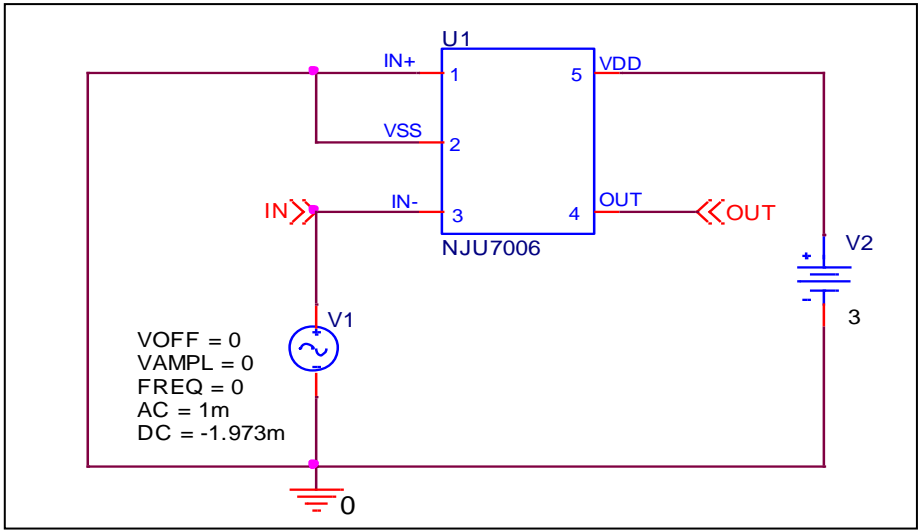 U1
IN+
1
5
VDD
VSS
2
IN
IN-
3
4
OUT
OUT
NJU7006
V2
+
-
3
V1
+
-
VOFF = 0
VAMPL = 0
FREQ = 0
AC = 1m
DC = -1.973m
0